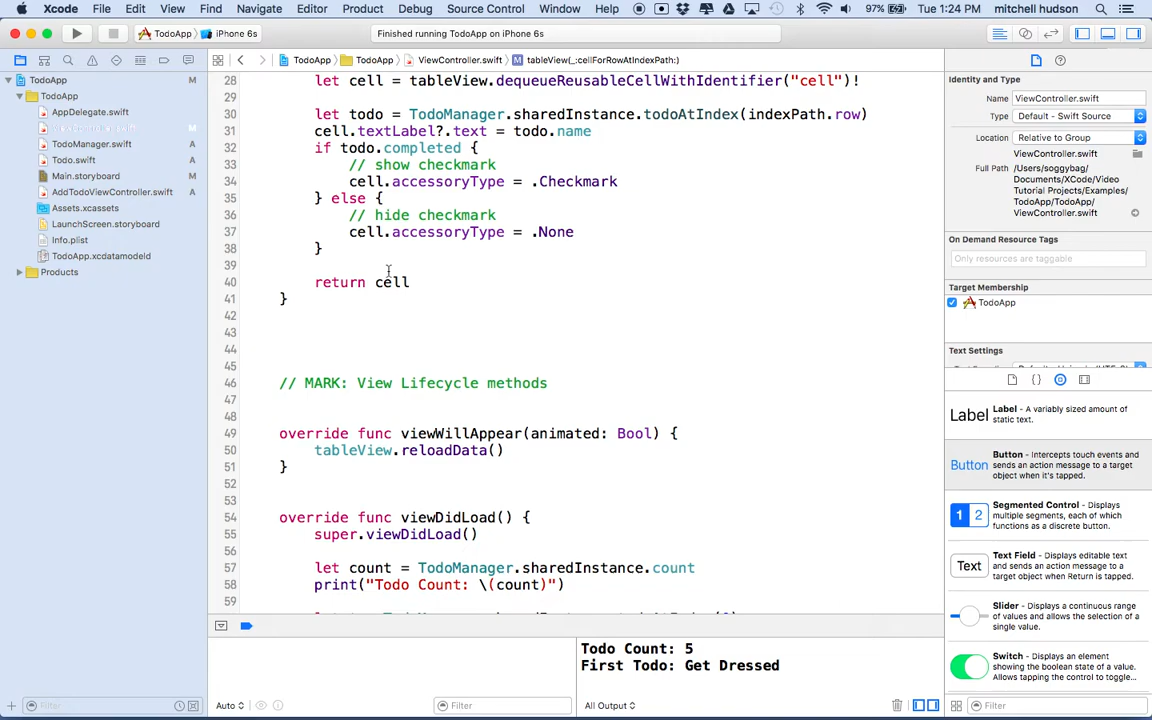 Xcode File Edit View Find Navigate Editor Product Debug Source Control Window Help 97% Tue 1:24 PM mitchell hudson
TodoApp iPhone 6s Finished running TodoApp on iPhone 6s
TodoApp TodoApp ViewController.swift tableView(_:cellForRowAtIndexPath:)
TodoApp M
TodoApp
AppDelegate.swift
M
TodoManager.swift A
Todo.swift A
Main.storyboard M
AddTodoViewController.swift A
Assets.xcassets
LaunchScreen.storyboard
Info.plist
TodoApp.xcdatamodeld
Products
Filter
28 let cell = tableView.dequeueReusableCellWithIdentifier("cell")!
29
30 let todo = TodoManager.sharedInstance.todoAtIndex(indexPath.row)
31 cell.textLabel?.text = todo.name
32 if todo.completed {
33 // show checkmark
34 cell.accessoryType = .Checkmark
35 } else {
36 // hide checkmark
37 cell.accessoryType = .None
38 }
39
40 return cell
41 }
42
43
44
45
46 // MARK: View Lifecycle methods
47
48
49 override func viewWillAppear(animated: Bool) {
50 tableView.reloadData()
51 }
52
53
54 override func viewDidLoad() {
55 super.viewDidLoad()
56
57 let count = TodoManager.sharedInstance.count
58 print("Todo Count: \(count)")
59
Todo Count: 5
First Todo: Get Dressed
Auto Filter All Output Filter
Identity and Type
Name ViewController.swift
Type Default - Swift Source
Location Relative to Group
ViewController.swift
Full Path /Users/soggybag/
Documents/XCode/Video
Tutorial Projects/Examples/
TodoApp/TodoApp/
ViewController.swift
On Demand Resource Tags
Only resources are taggable
Target Membership
TodoApp
Text Settings
Label Label - A variably sized amount of
static text.
Button Button - Intercepts touch events and
sends an action message to a target
object when it's tapped.
1 2 Segmented Control - Displays
multiple segments, each of which
functions as a discrete button.
Text Text Field - Displays editable text
and sends an action message to a
target object when Return is tapped.
Slider - Displays a continuous range
of values and allows the selection of a
single value.
Switch - Displays an element
showing the boolean state of a value.
Allows tapping the control to toggle...
Filter